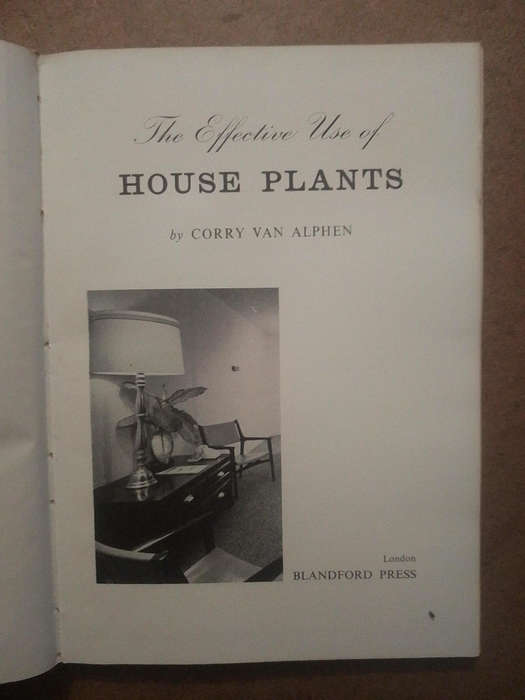 The Effective Use of
HOUSE PLANTS
by CORRY VAN ALPHEN
London
BLANDFORD PRESS